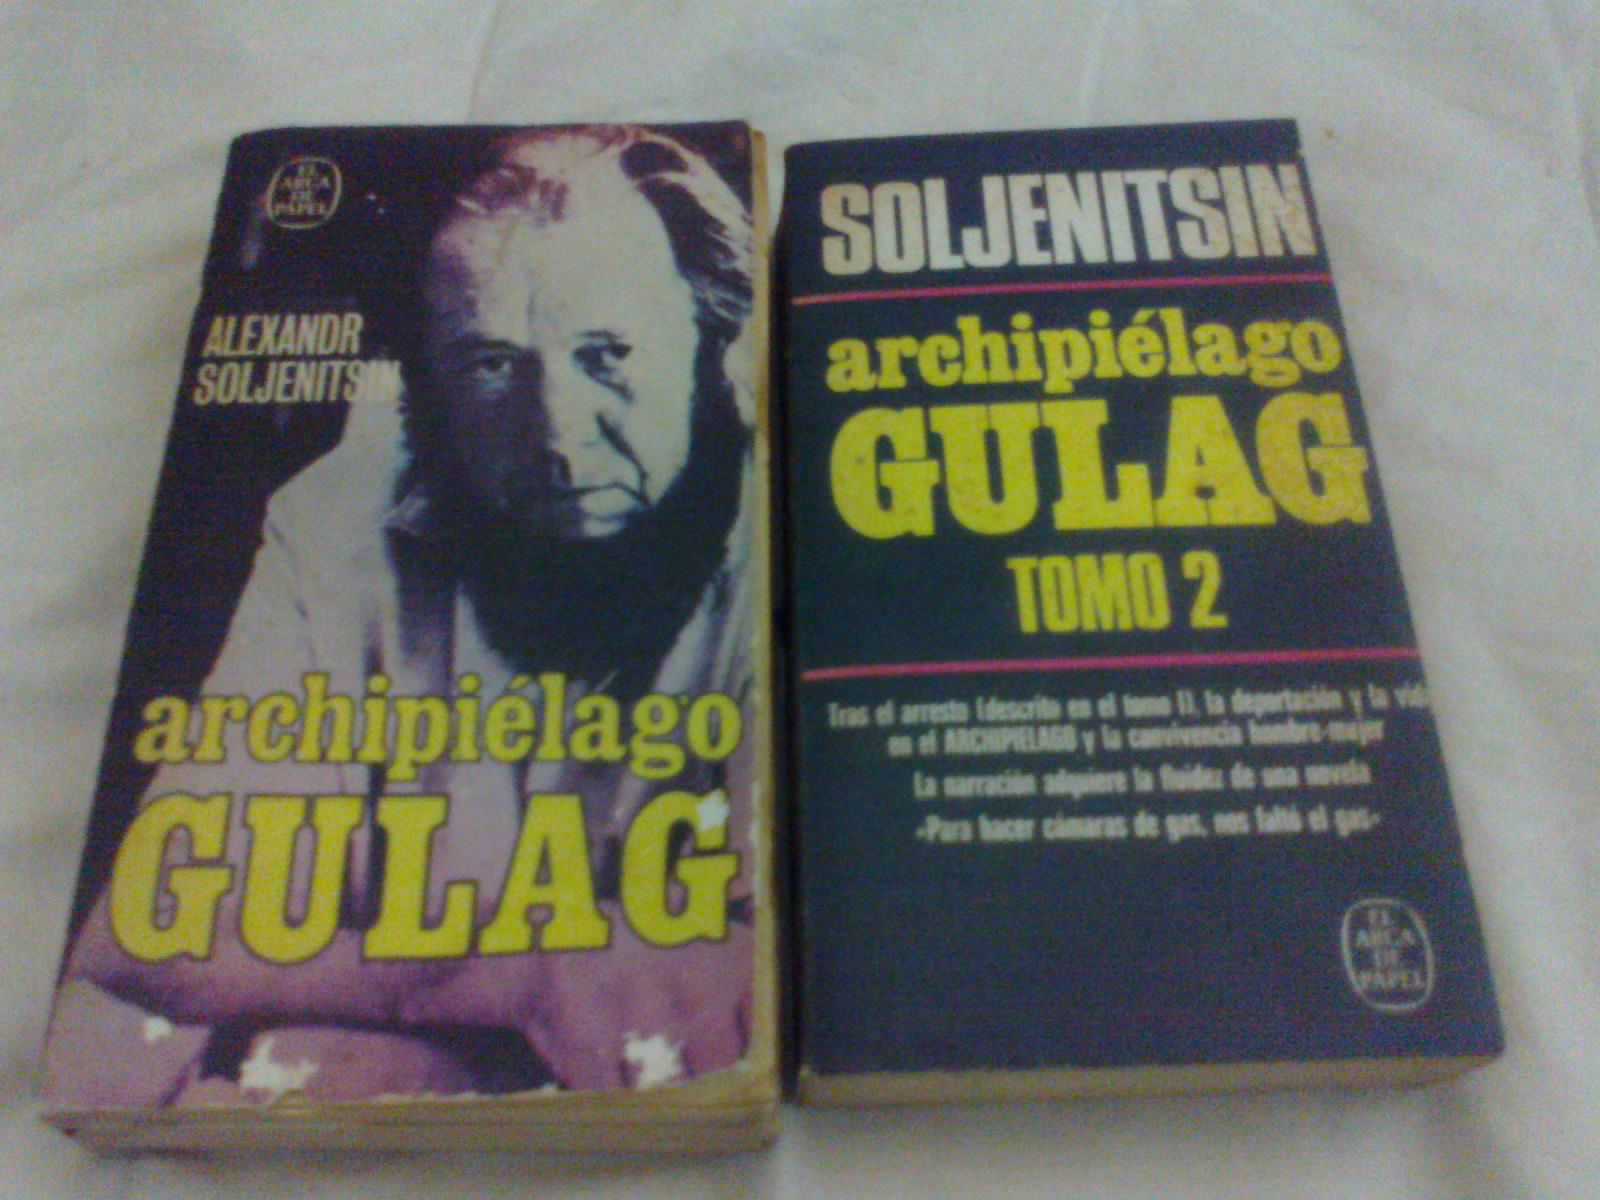 EL
ARCA
DE
PAPEL
ALEXANDR
SOLJENITSIN
archipiélago
GULAG
SOLJENITSIN
archipiélago
GULAG
TOMO 2
Tras el arresto (descrito en el tomo I), la deportación y la vida
en el ARCHIPIELAGO y la convivencia hombre-mujer
La narración adquiere la fluidez de una novela
«Para hacer cámaras de gas, nos faltó el gas»
EL
ARCA
DE
PAPEL